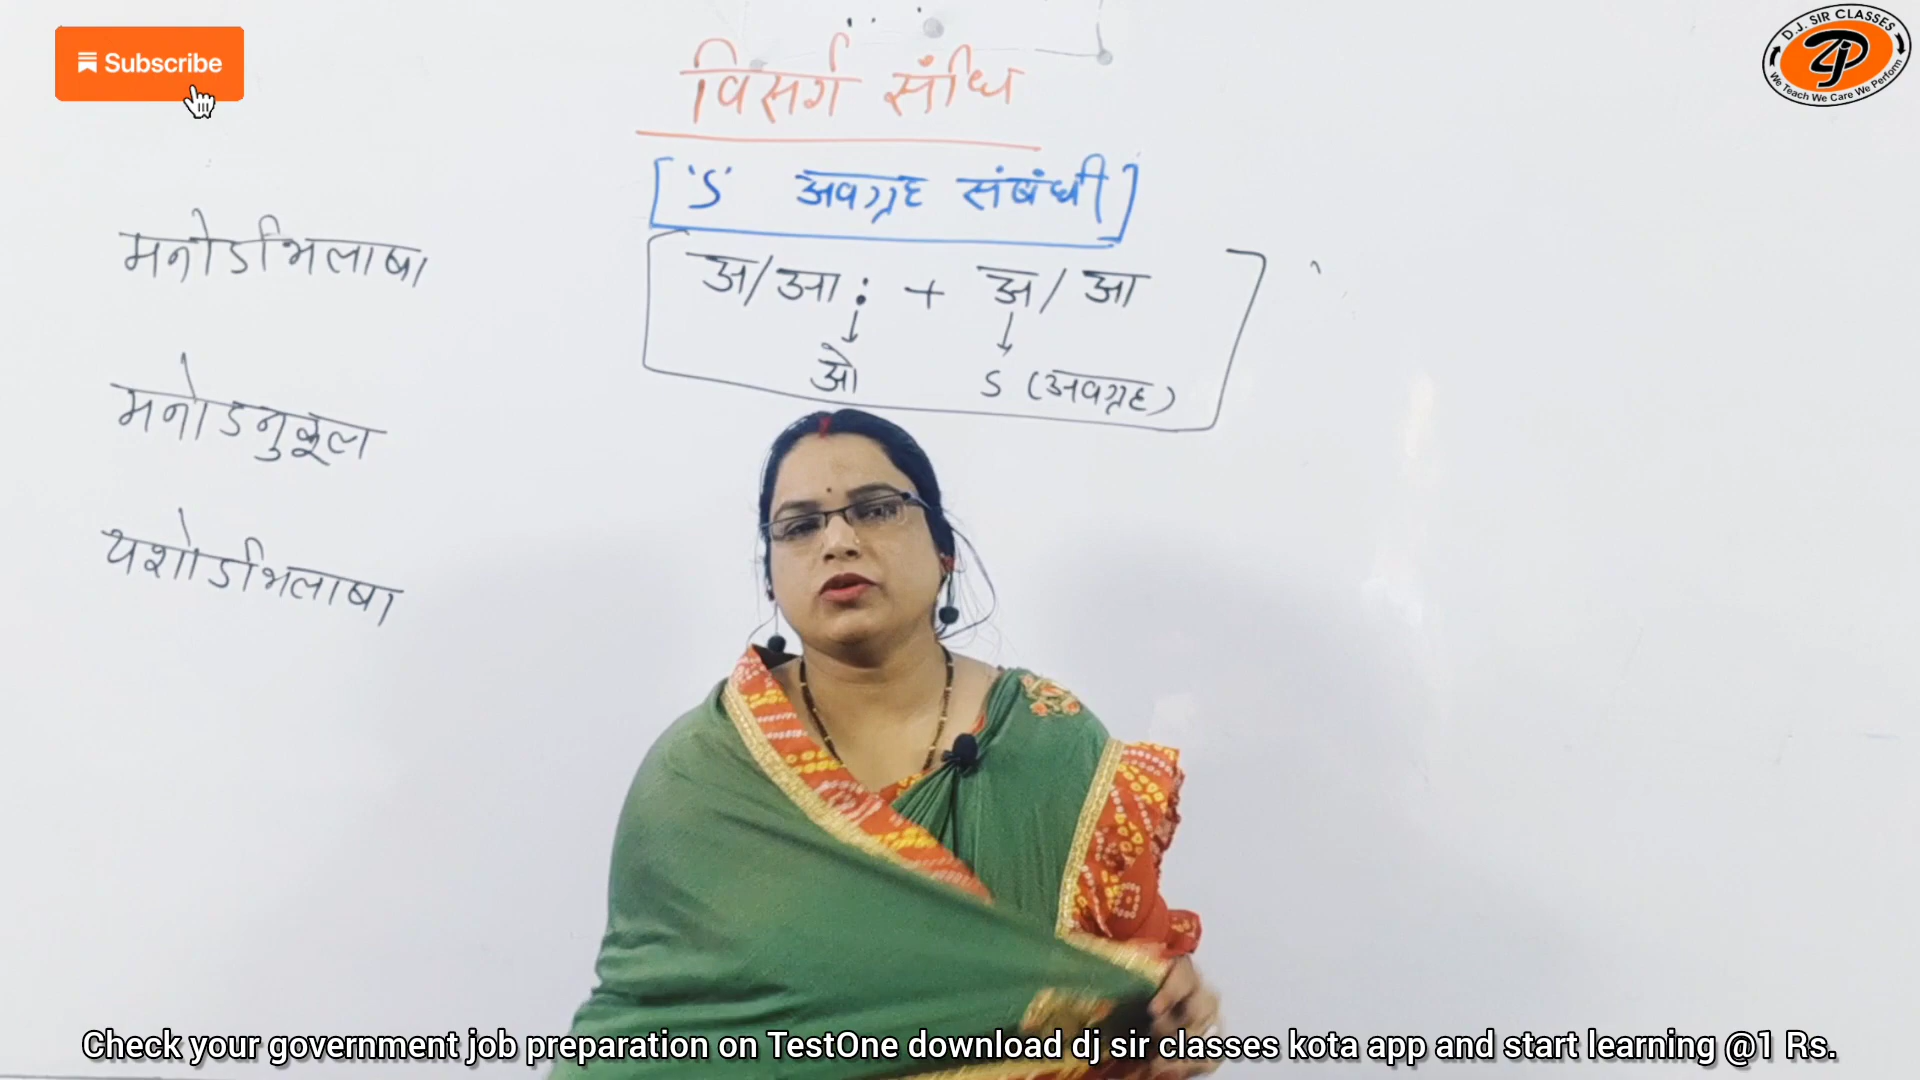 Subscribe
D.J. SIR CLASSES
We Teach We Care We Perform
विसर्ग संधि
['ऽ' अवग्रह संबंधी]
अ/आ : + अ/आ
ओ ऽ (अवग्रह)
मनोऽभिलाषा
मनोऽनुकूल
यशोऽभिलाषा
Check your government job preparation on TestOne download dj sir classes kota app and start learning @1 Rs.